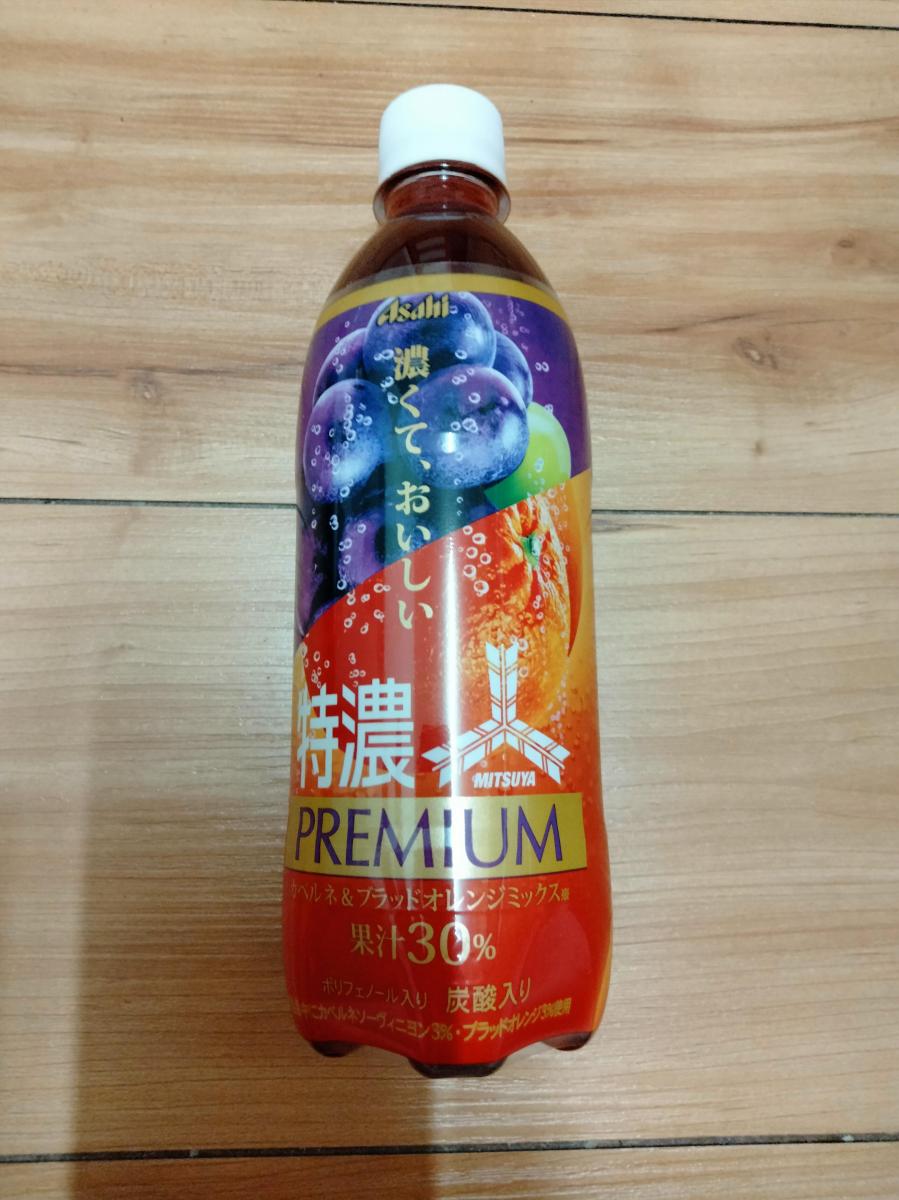 Asahi
濃くて、おいしい
特濃
MITSUYA
PREMIUM
カベルネ&ブラッドオレンジミックス※
果汁30%
ポリフェノール入り 炭酸入り
カベルネソーヴィニヨン3%・ブラッドオレンジ3%使用